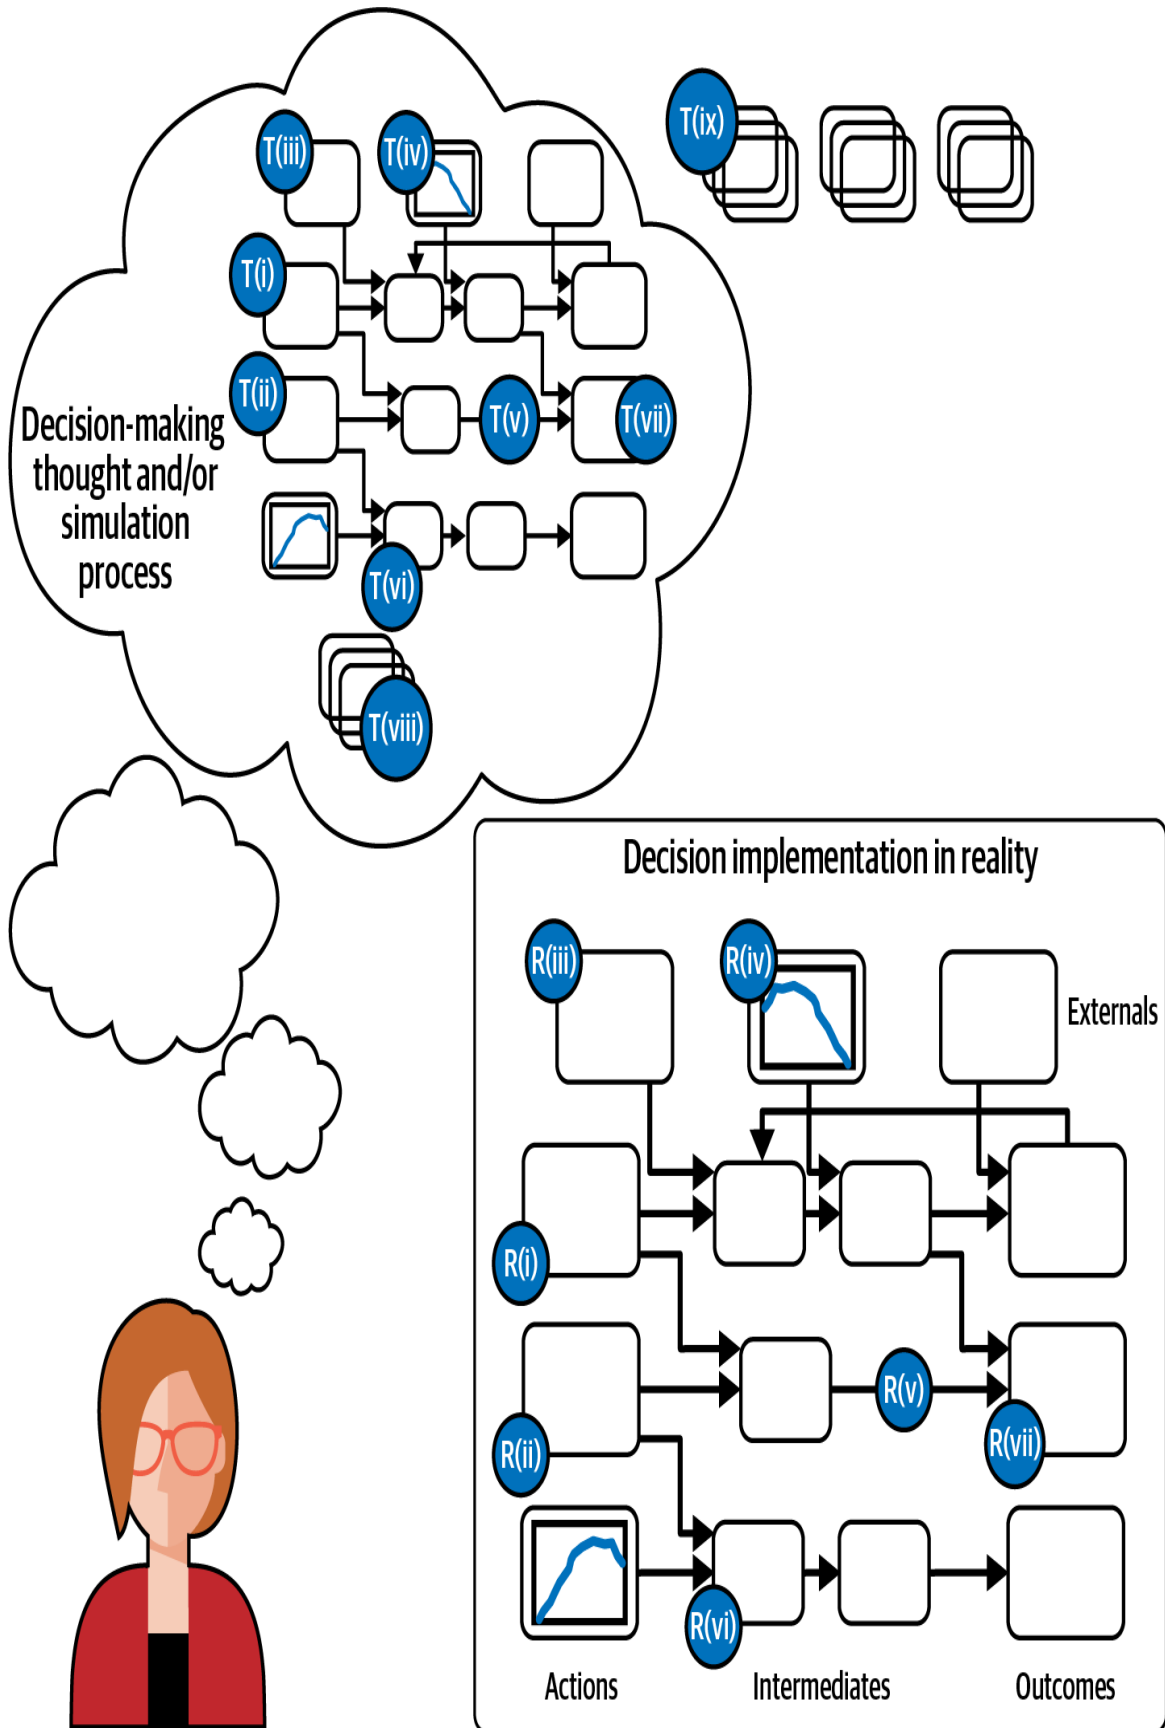 T(iii)
T(iv)
T(ix)
T(i)
T(ii)
T(v)
T(vii)
Decision-making
thought and/or
simulation
process
T(vi)
T(viii)
Decision implementation in reality
R(iii)
R(iv)
Externals
R(i)
R(v)
R(ii)
R(vii)
R(vi)
Actions
Intermediates
Outcomes